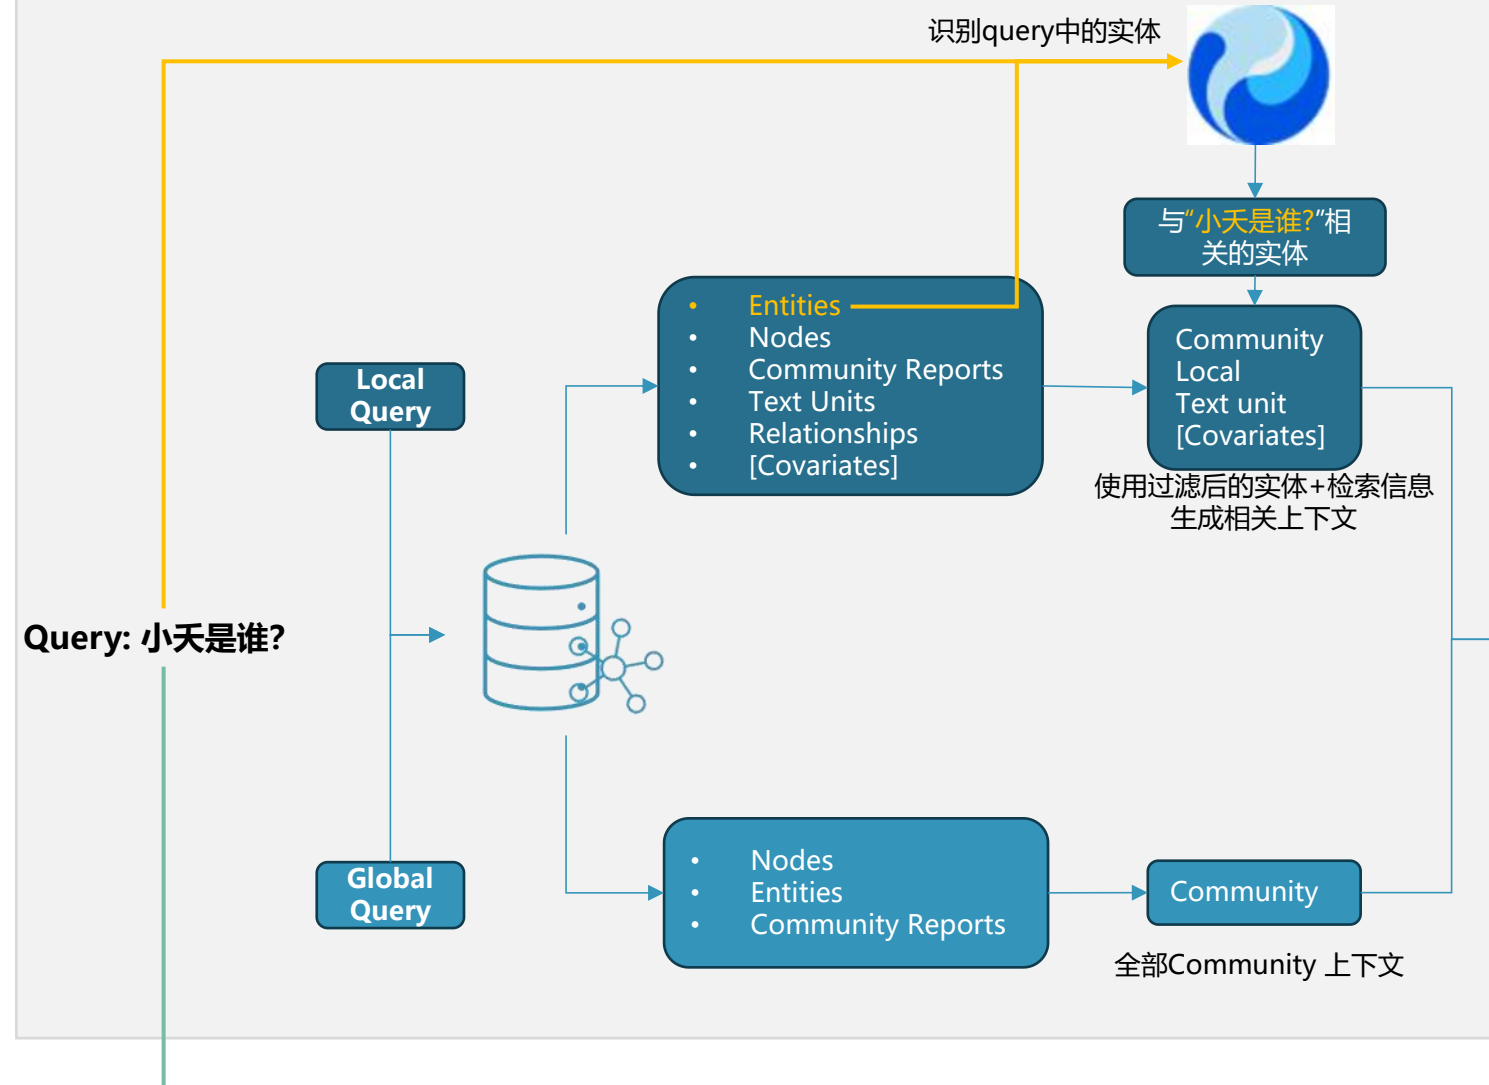 识别query中的实体
与“小天是谁?”相
关的实体
• Entities
• Nodes
• Community Reports
• Text Units
• Relationships
• [Covariates]
Local
Query
Community
Local
Text unit
[Covariates]
使用过滤后的实体+检索信息
生成相关上下文
Query: 小夭是谁?
Global
Query
• Nodes
• Entities
• Community Reports
Community
全部Community 上下文